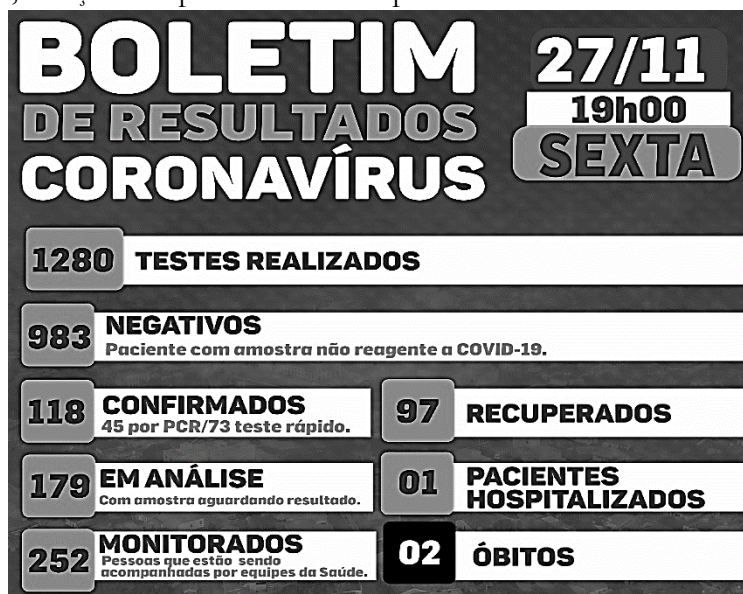 BOLETIM
DE RESULTADOS
CORONAVÍRUS
27/11
19h00
SEXTA
1280 TESTES REALIZADOS
983 NEGATIVOS
Paciente com amostra não reagente a COVID-19.
118 CONFIRMADOS
45 por PCR/73 teste rápido.
97 RECUPERADOS
179 EM ANÁLISE
Com amostra aguardando resultado.
01 PACIENTES
HOSPITALIZADOS
252 MONITORADOS
Pessoas que estão sendo
acompanhadas por equipes da Saúde.
02 ÓBITOS